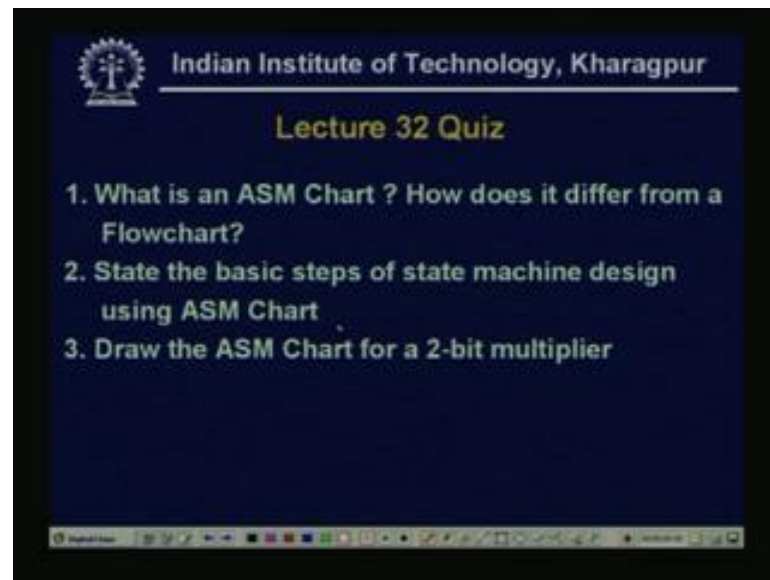 Indian Institute of Technology, Kharagpur
Lecture 32 Quiz
1. What is an ASM Chart ? How does it differ from a
Flowchart?
2. State the basic steps of state machine design
using ASM Chart
3. Draw the ASM Chart for a 2-bit multiplier